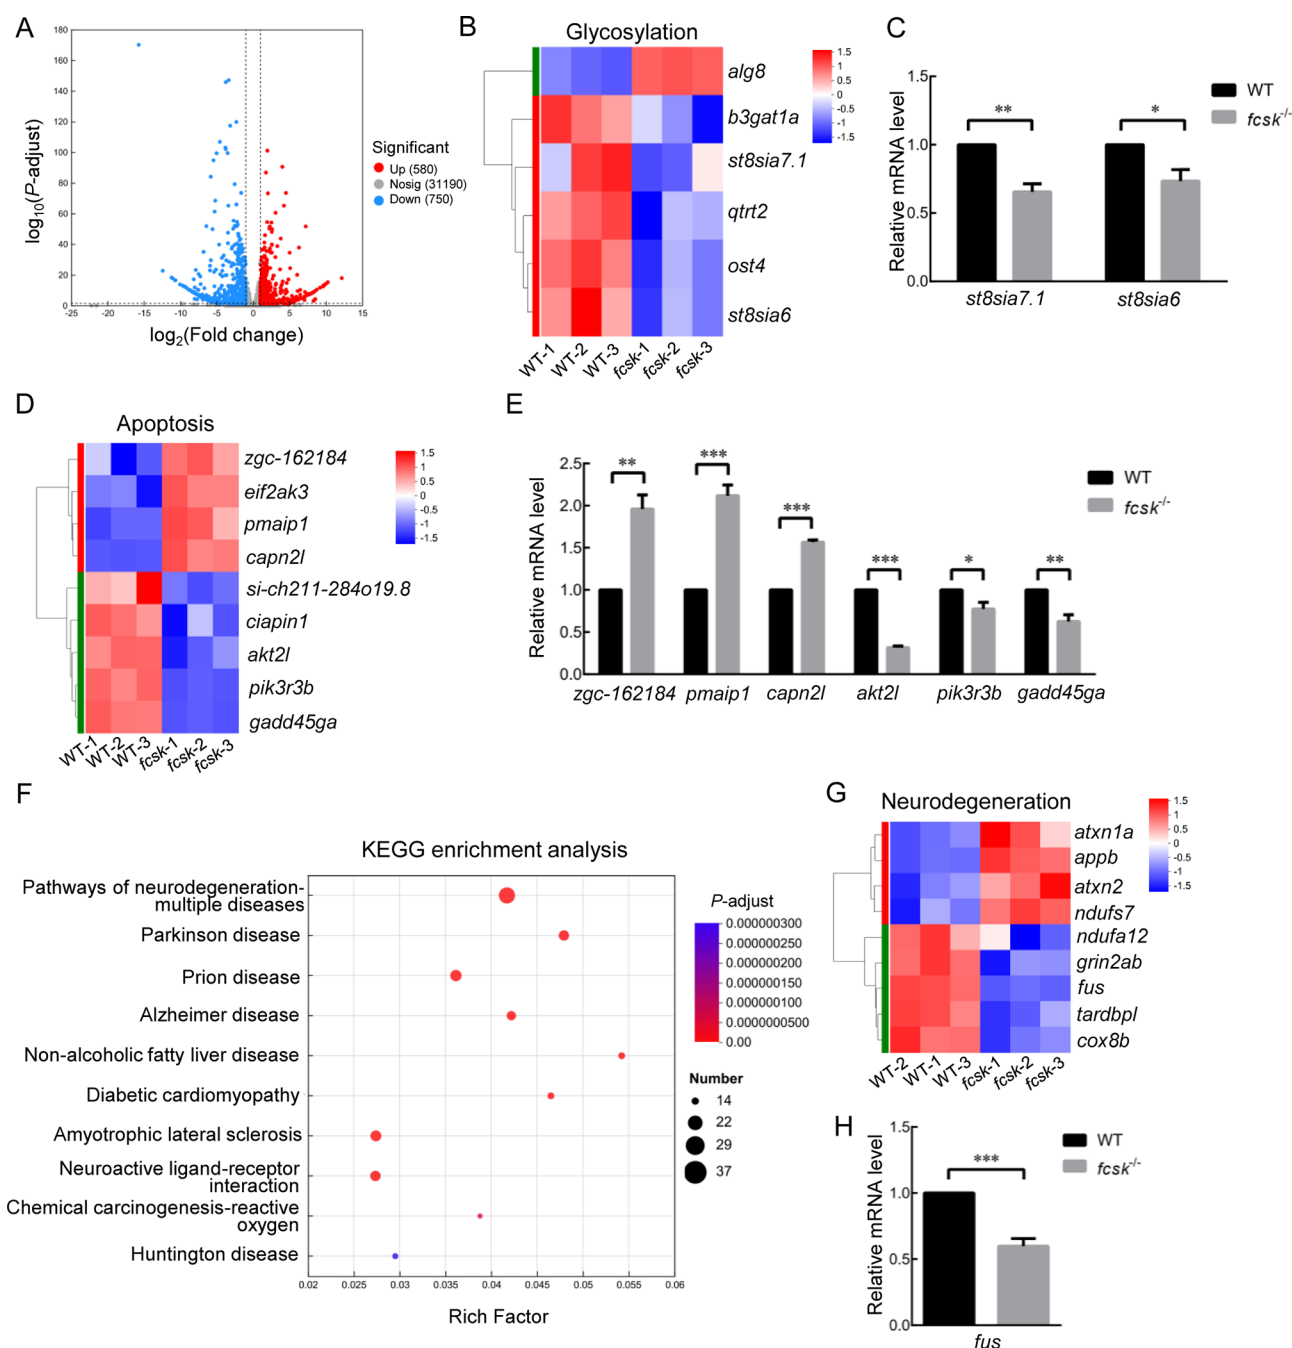 A
180
160
140
120
100
80
60
40
20
0
-25 -20 -15 -10 -5 0 5 10 15
log10(P-adjust)
log2(Fold change)
Significant
Up (580)
Nosig (31190)
Down (750)
B
Glycosylation
alg8
b3gat1a
st8sia7.1
qtrt2
ost4
st8sia6
WT-1 WT-2 WT-3 fcsk-1 fcsk-2 fcsk-3
1.5
1
0.5
0
-0.5
-1
-1.5
C
Relative mRNA level
1.5
1.0
0.5
0.0
** *
st8sia7.1 st8sia6
WT
fcsk-/-
D
Apoptosis
zgc-162184
eif2ak3
pmaip1
capn2l
si-ch211-284o19.8
ciapin1
akt2l
pik3r3b
gadd45ga
WT-1 WT-2 WT-3 fcsk-1 fcsk-2 fcsk-3
1.5
1
0.5
0
-0.5
-1
-1.5
E
Relative mRNA level
2.5
2.0
1.5
1.0
0.5
0.0
** *** *** *** * **
zgc-162184 pmaip1 capn2l akt2l pik3r3b gadd45ga
WT
fcsk-/-
F
KEGG enrichment analysis
Pathways of neurodegeneration-
multiple diseases
Parkinson disease
Prion disease
Alzheimer disease
Non-alcoholic fatty liver disease
Diabetic cardiomyopathy
Amyotrophic lateral sclerosis
Neuroactive ligand-receptor
interaction
Chemical carcinogenesis-reactive
oxygen
Huntington disease
0.02 0.025 0.03 0.035 0.04 0.045 0.05 0.055 0.06
Rich Factor
P-adjust
0.000000300
0.000000250
0.000000200
0.000000150
0.000000100
0.0000000500
0.00
Number
14
22
29
37
G
Neurodegeneration
atxn1a
appb
atxn2
ndufs7
ndufa12
grin2ab
fus
tardbpl
cox8b
WT-2 WT-1 WT-3 fcsk-1 fcsk-2 fcsk-3
1.5
1
0.5
0
-0.5
-1
-1.5
H
Relative mRNA level
1.5
1.0
0.5
0.0
***
fus
WT
fcsk-/-